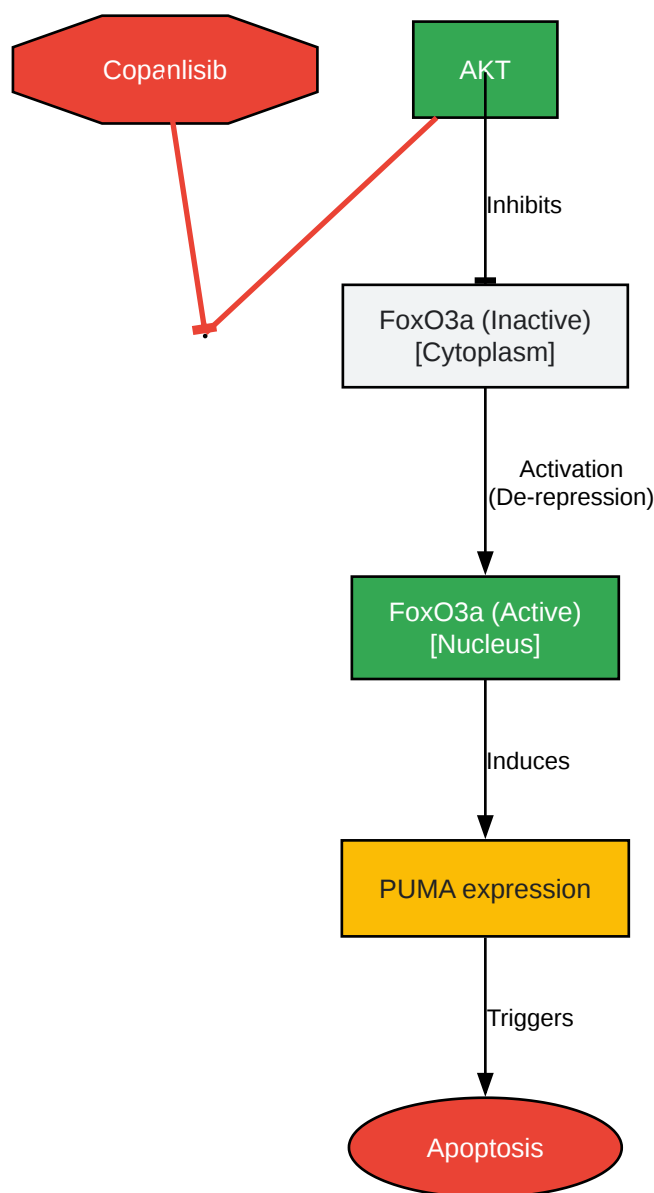 Copanlisib
AKT
Inhibits
FoxO3a (Inactive)
[Cytoplasm]
Activation
(De-repression)
FoxO3a (Active)
[Nucleus]
Induces
PUMA expression
Triggers
Apoptosis